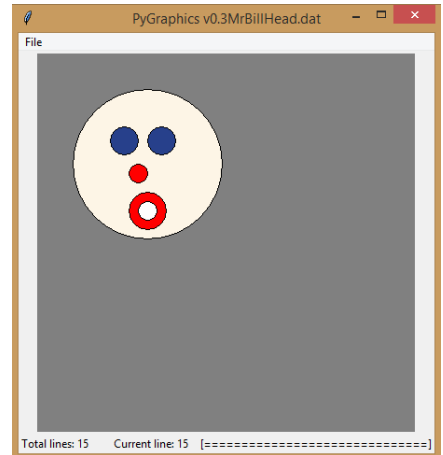 PyGraphics v0.3MrBillHead.dat
File
Total lines: 15 Current line: 15 [==============================]